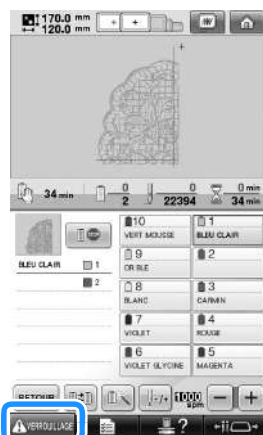 170.0 mm
120.0 mm
34 min
0
2
0
22394
0 min
34 min
STOP
10
VERT MOUSSE
1
BLEU CLAIR
9
OR BLE
2
BLEU CLAIR 1
2
8
BLANC
3
CARMIN
7
VIOLET
4
ROUGE
6
VIOLET GLYCINE
5
MAGENTA
RETOUR
-/+
1000
spm
-
+
VERROUILLAGE
?